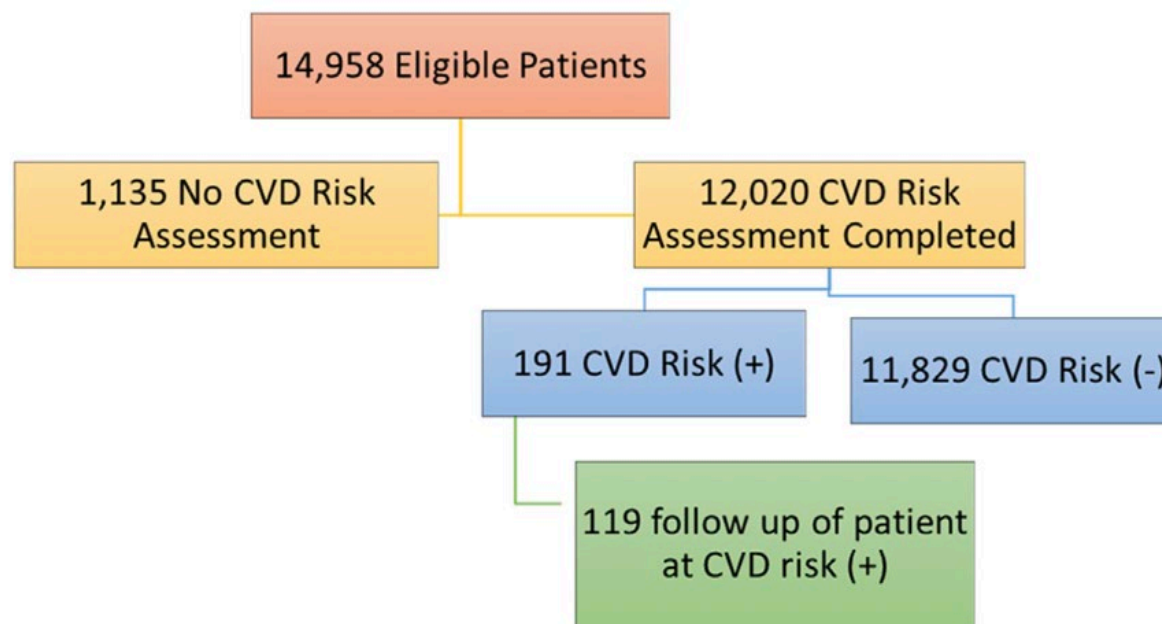 14,958 Eligible Patients
1,135 No CVD Risk
Assessment
12,020 CVD Risk
Assessment Completed
191 CVD Risk (+)
11,829 CVD Risk (-)
119 follow up of patient
at CVD risk (+)